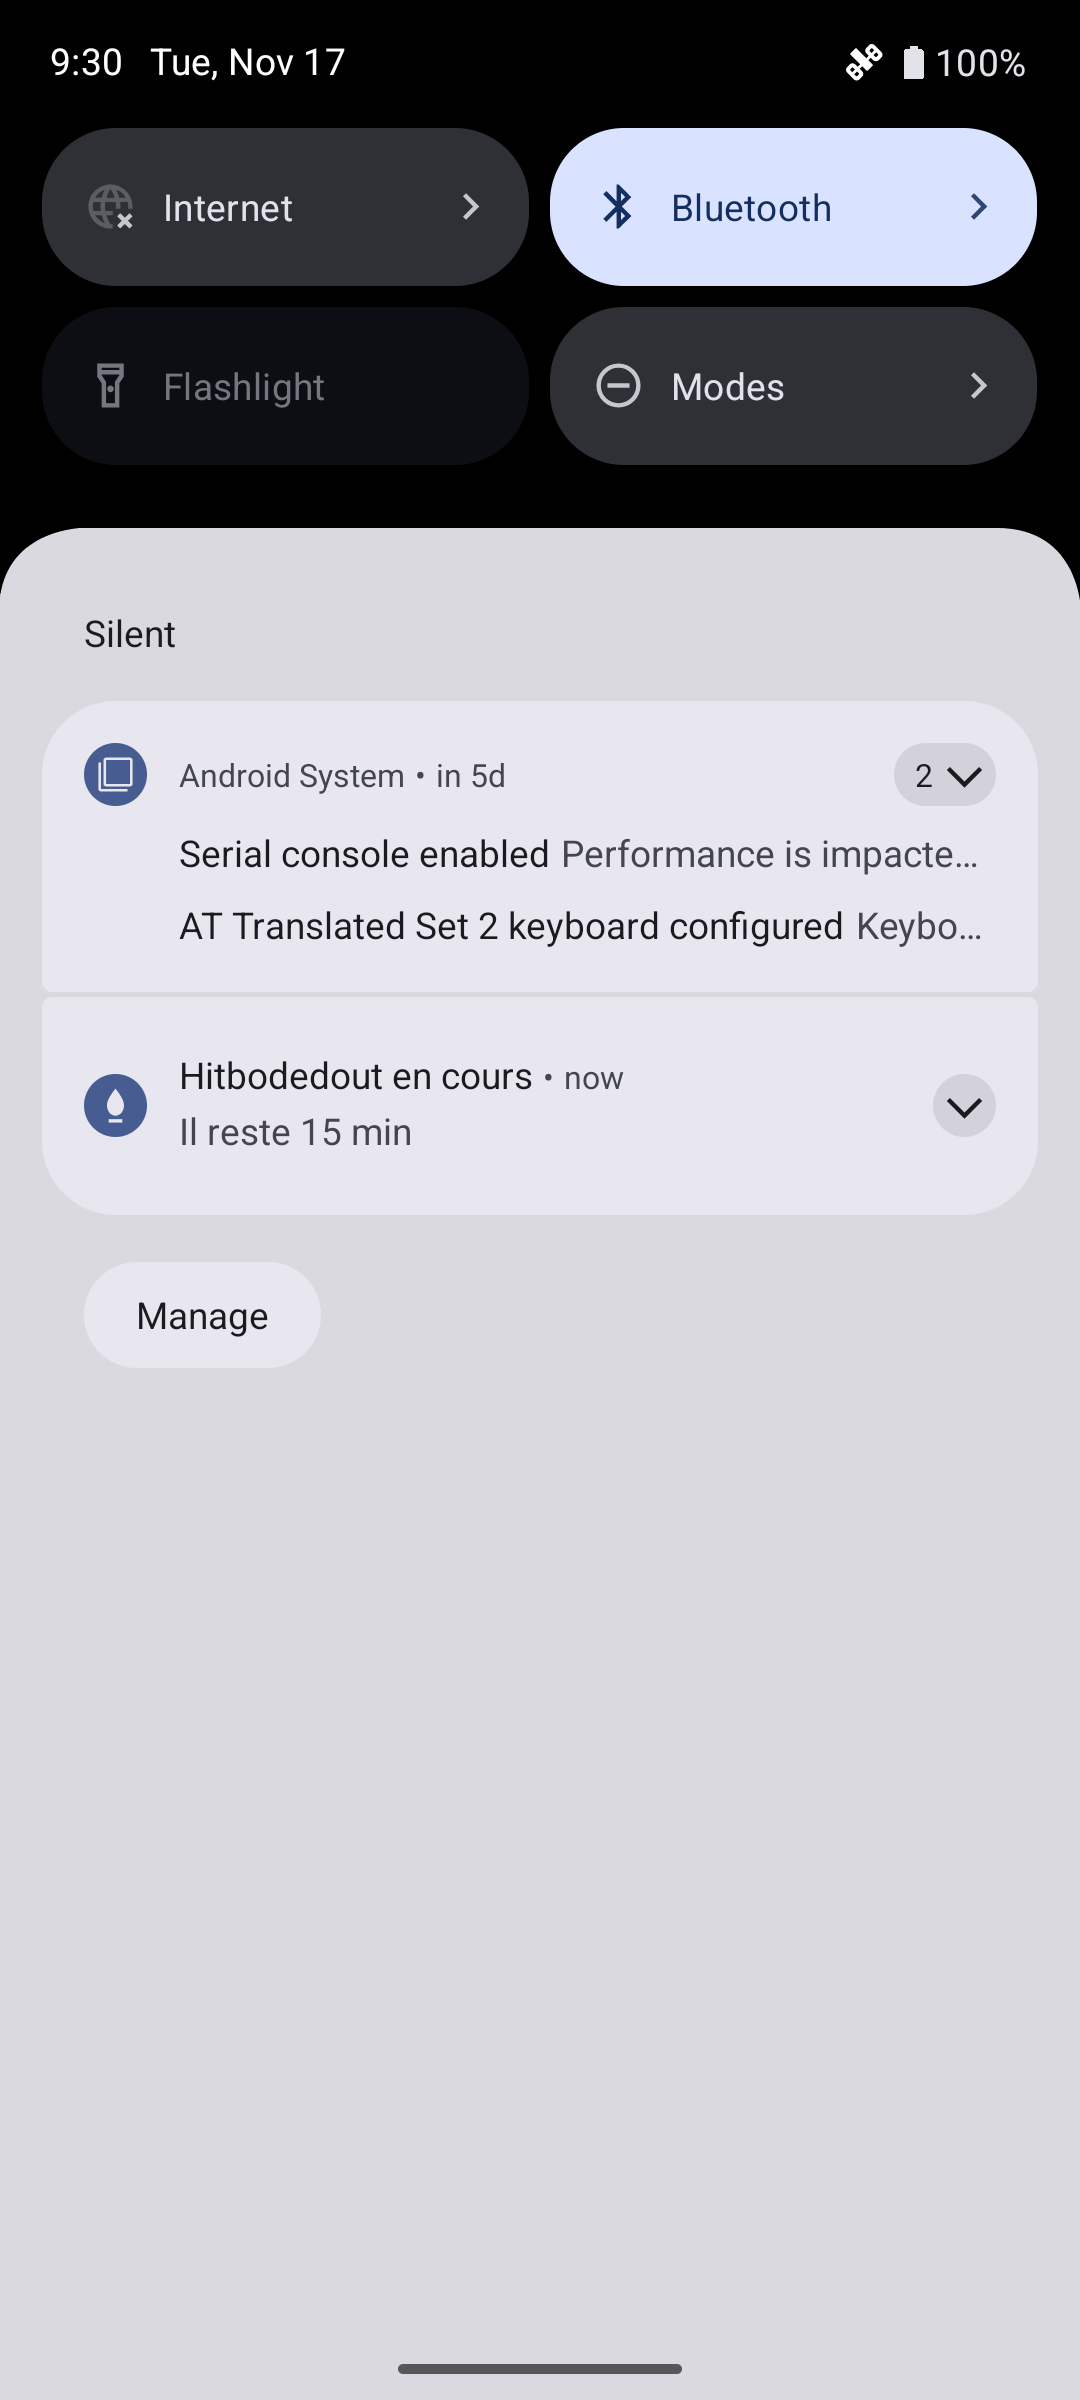 9:30 Tue, Nov 17 100%
Internet
Bluetooth
Flashlight
Modes
Silent
Android System • in 5d 2
Serial console enabled Performance is impacte…
AT Translated Set 2 keyboard configured Keybo…
Hitbodedout en cours • now
Il reste 15 min
Manage